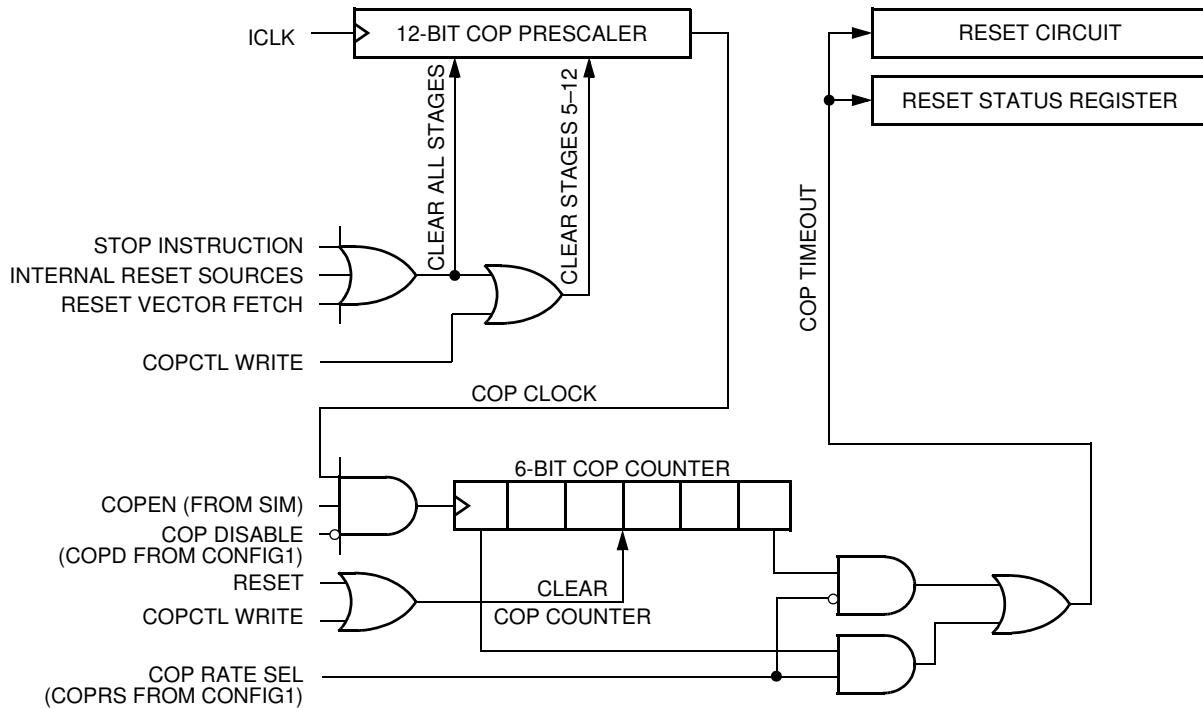 ICLK
12-BIT COP PRESCALER
RESET CIRCUIT
RESET STATUS REGISTER
CLEAR ALL STAGES
CLEAR STAGES 5–12
COP TIMEOUT
STOP INSTRUCTION
INTERNAL RESET SOURCES
RESET VECTOR FETCH
COPCTL WRITE
COP CLOCK
6-BIT COP COUNTER
COPEN (FROM SIM)
COP DISABLE
(COPD FROM CONFIG1)
RESET
COPCTL WRITE
CLEAR
COP COUNTER
COP RATE SEL
(COPRS FROM CONFIG1)